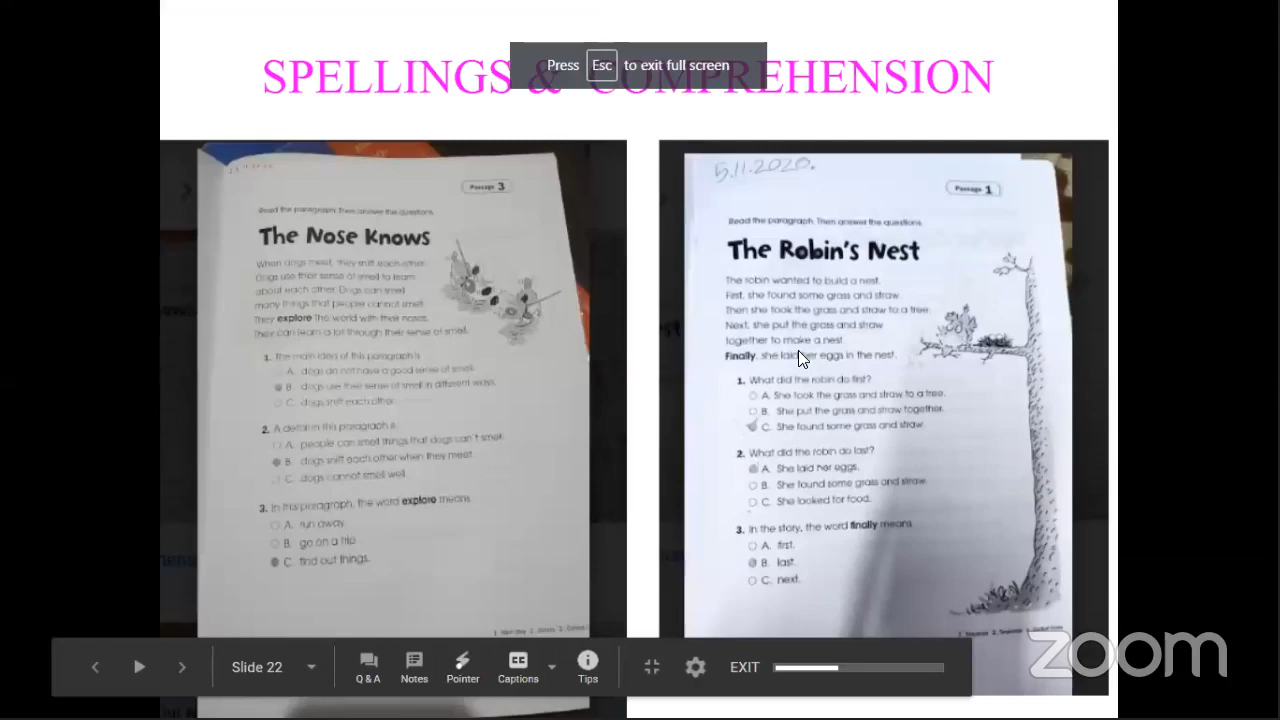 Press Esc to exit full screen
SPELLINGS & COMPREHENSION
Passage 3
Read the paragraph. Then answer the questions.
The Nose Knows
When dogs meet, they sniff each other.
Dogs use their sense of smell to learn
about each other. Dogs can smell
many things that people cannot smell.
They explore the world with their noses.
They can learn a lot through their sense of smell.
1. The main idea of this paragraph is
A. dogs do not have a good sense of smell.
B. dogs use their sense of smell in different ways.
C. dogs sniff each other.
2. A detail in this paragraph is
A. people can smell things that dogs can't smell.
B. dogs sniff each other when they meet.
C. dogs cannot smell well.
3. In this paragraph, the word explore means
A. run away.
B. go on a trip.
C. find out things.
5.11.2020.
Passage 1
Read the paragraph. Then answer the questions.
The Robin's Nest
The robin wanted to build a nest.
First, she found some grass and straw.
Then she took the grass and straw to a tree.
Next, she put the grass and straw
together to make a nest.
Finally, she laid her eggs in the nest.
1. What did the robin do first?
A. She took the grass and straw to a tree.
B. She put the grass and straw together.
C. She found some grass and straw.
2. What did the robin do last?
A. She laid her eggs.
B. She found some grass and straw.
C. She looked for food.
3. In the story, the word finally means
A. first.
B. last.
C. next.
Slide 22
Q & A
Notes
Pointer
CC
Captions
Tips
EXIT
zoom